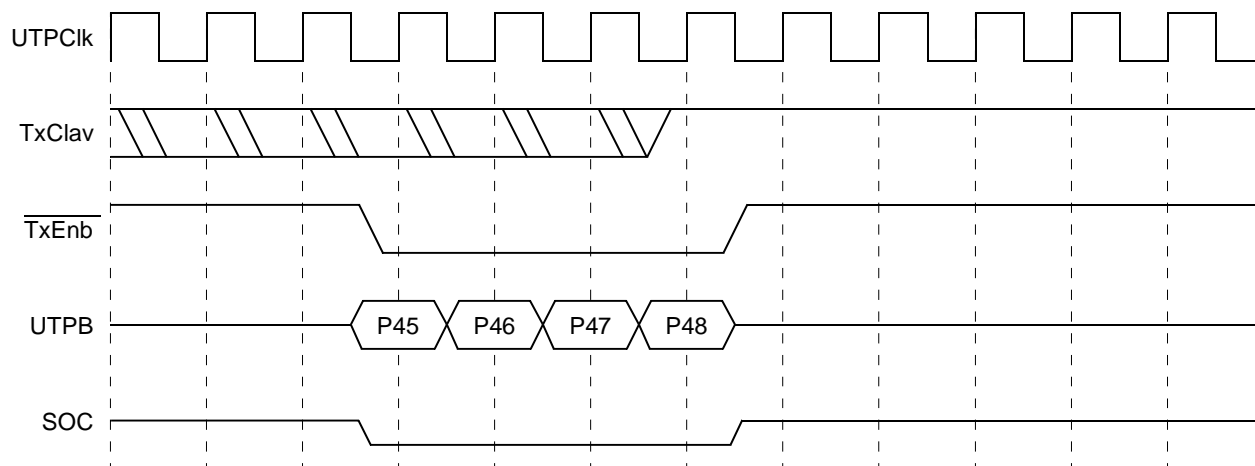 UTPClk
TxClav
TxEnb
UTPB
P45 P46 P47 P48
SOC